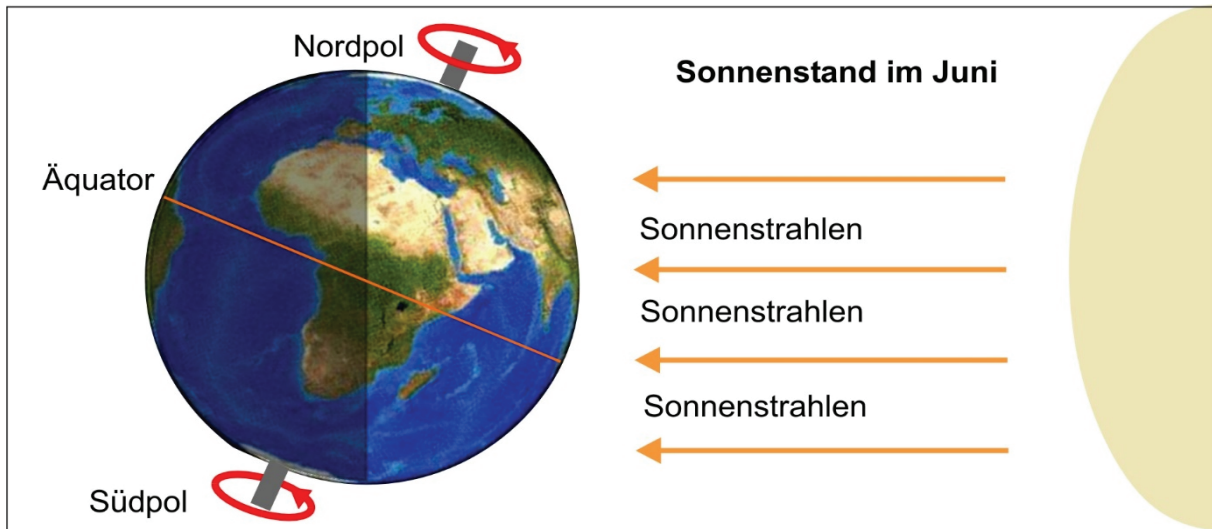 Nordpol
Sonnenstand im Juni
Äquator
Sonnenstrahlen
Sonnenstrahlen
Sonnenstrahlen
Südpol